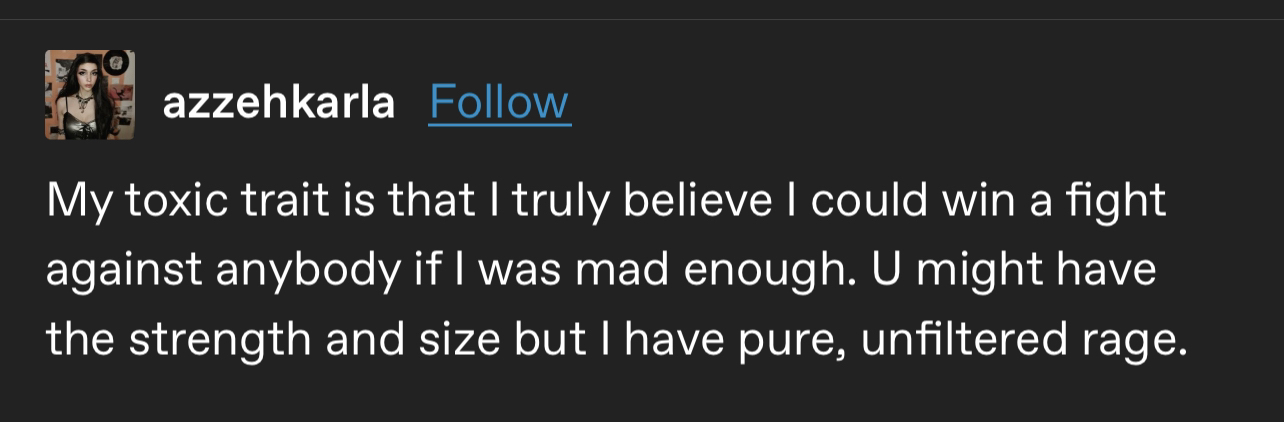 azzehkarla Follow
My toxic trait is that I truly believe I could win a fight
against anybody if I was mad enough. U might have
the strength and size but I have pure, unfiltered rage.